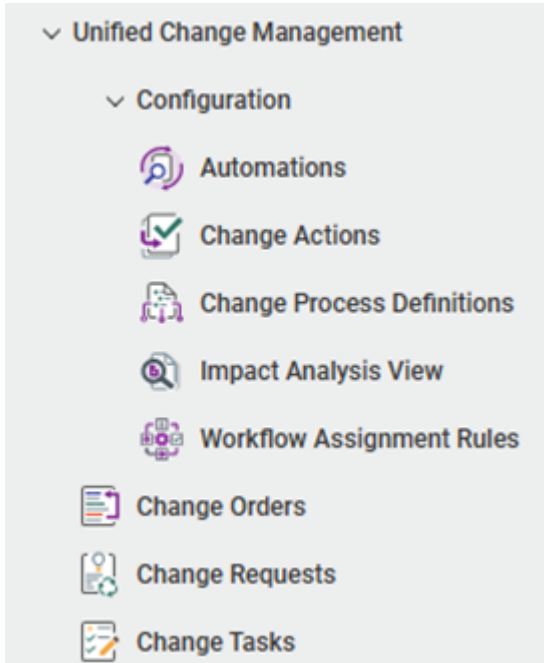 Unified Change Management
Configuration
Automations
Change Actions
Change Process Definitions
Impact Analysis View
Workflow Assignment Rules
Change Orders
Change Requests
Change Tasks